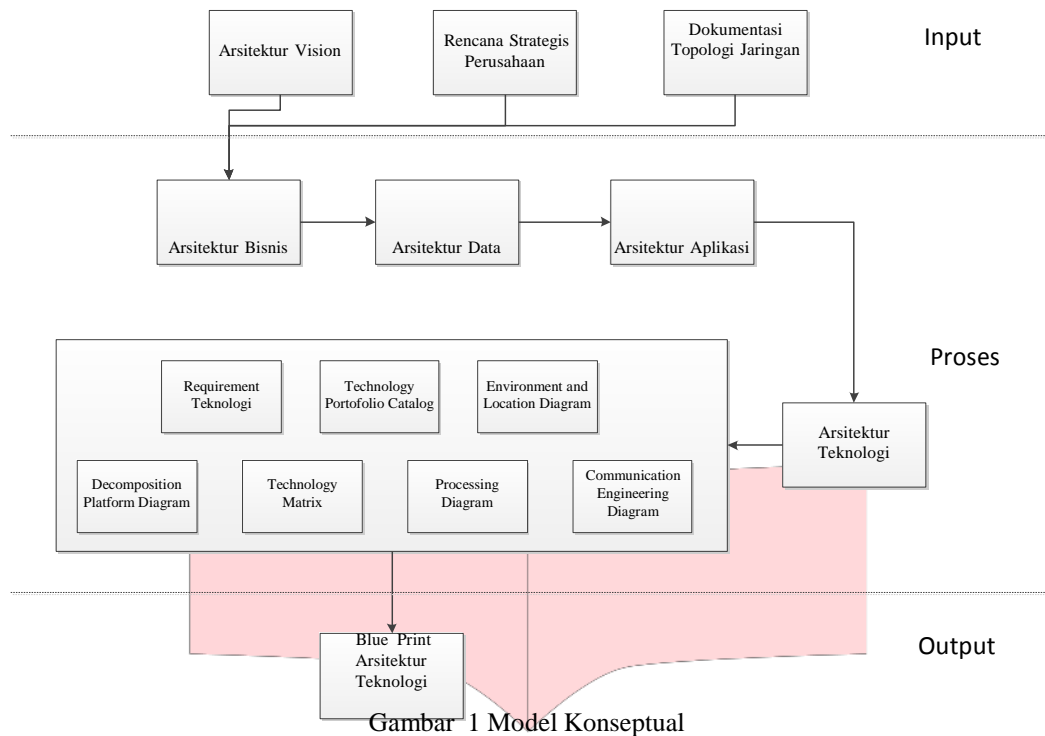 Arsitektur Vision
Rencana Strategis
Perusahaan
Dokumentasi
Topologi Jaringan
Input
Arsitektur Bisnis
Arsitektur Data
Arsitektur Aplikasi
Proses
Requirement
Teknologi
Technology
Portofolio Catalog
Environment and
Location Diagram
Arsitektur
Teknologi
Decomposition
Platform Diagram
Technology
Matrix
Processing
Diagram
Communication
Engineering
Diagram
Blue Print
Arsitektur
Teknologi
Output
Gambar 1 Model Konseptual